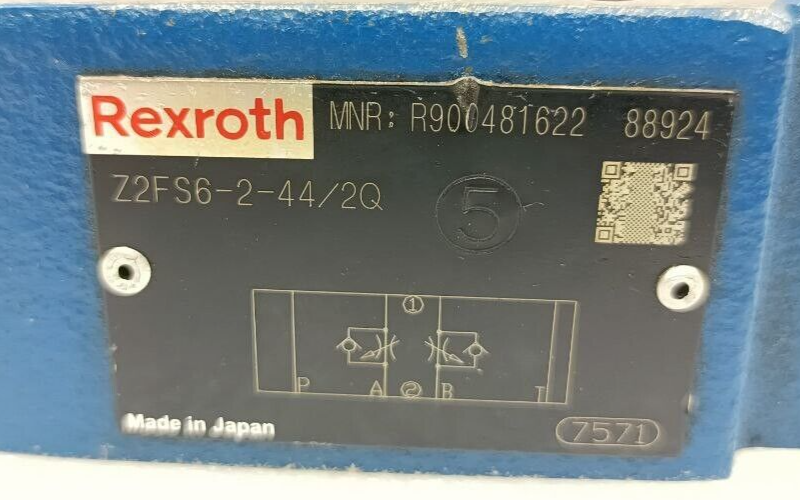 Rexroth MNR: R900481622 88924
Z2FS6-2-44/2Q 5
1
P A 2 B T
Made in Japan 7571